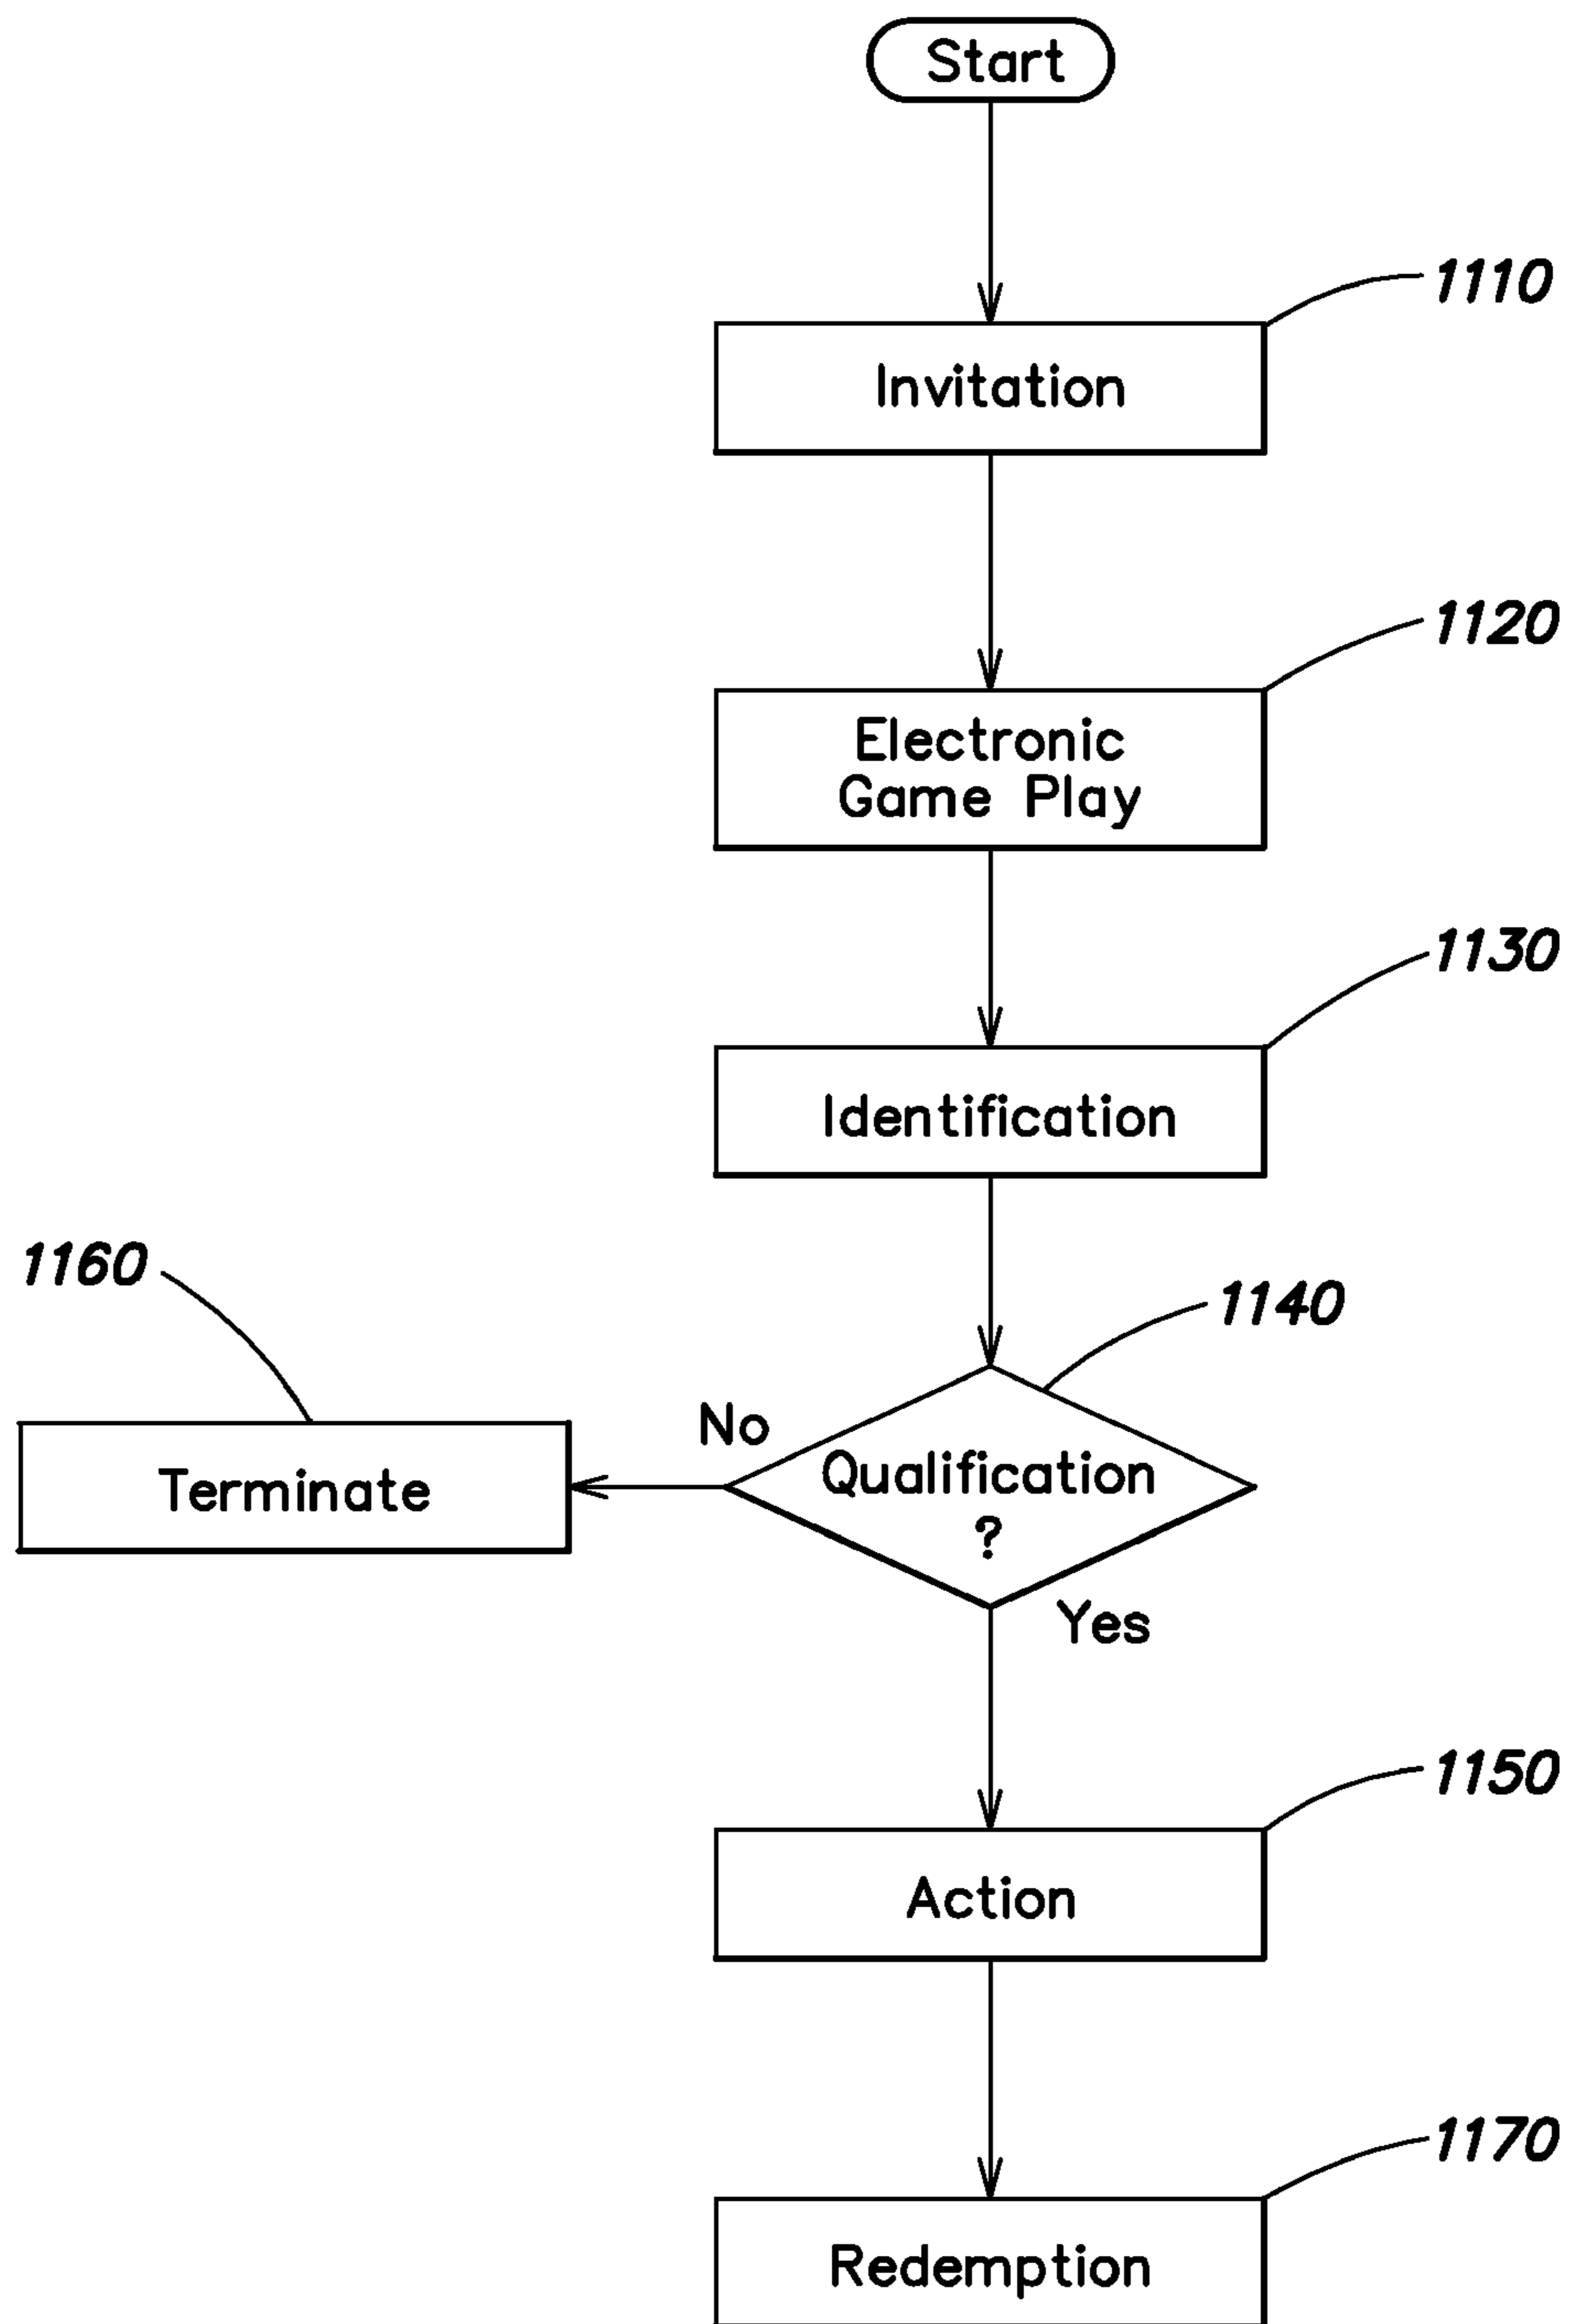 Start
1110
Invitation
1120
Electronic
Game Play
1130
Identification
1160
1140
No
Terminate
Qualification
?
Yes
1150
Action
1170
Redemption